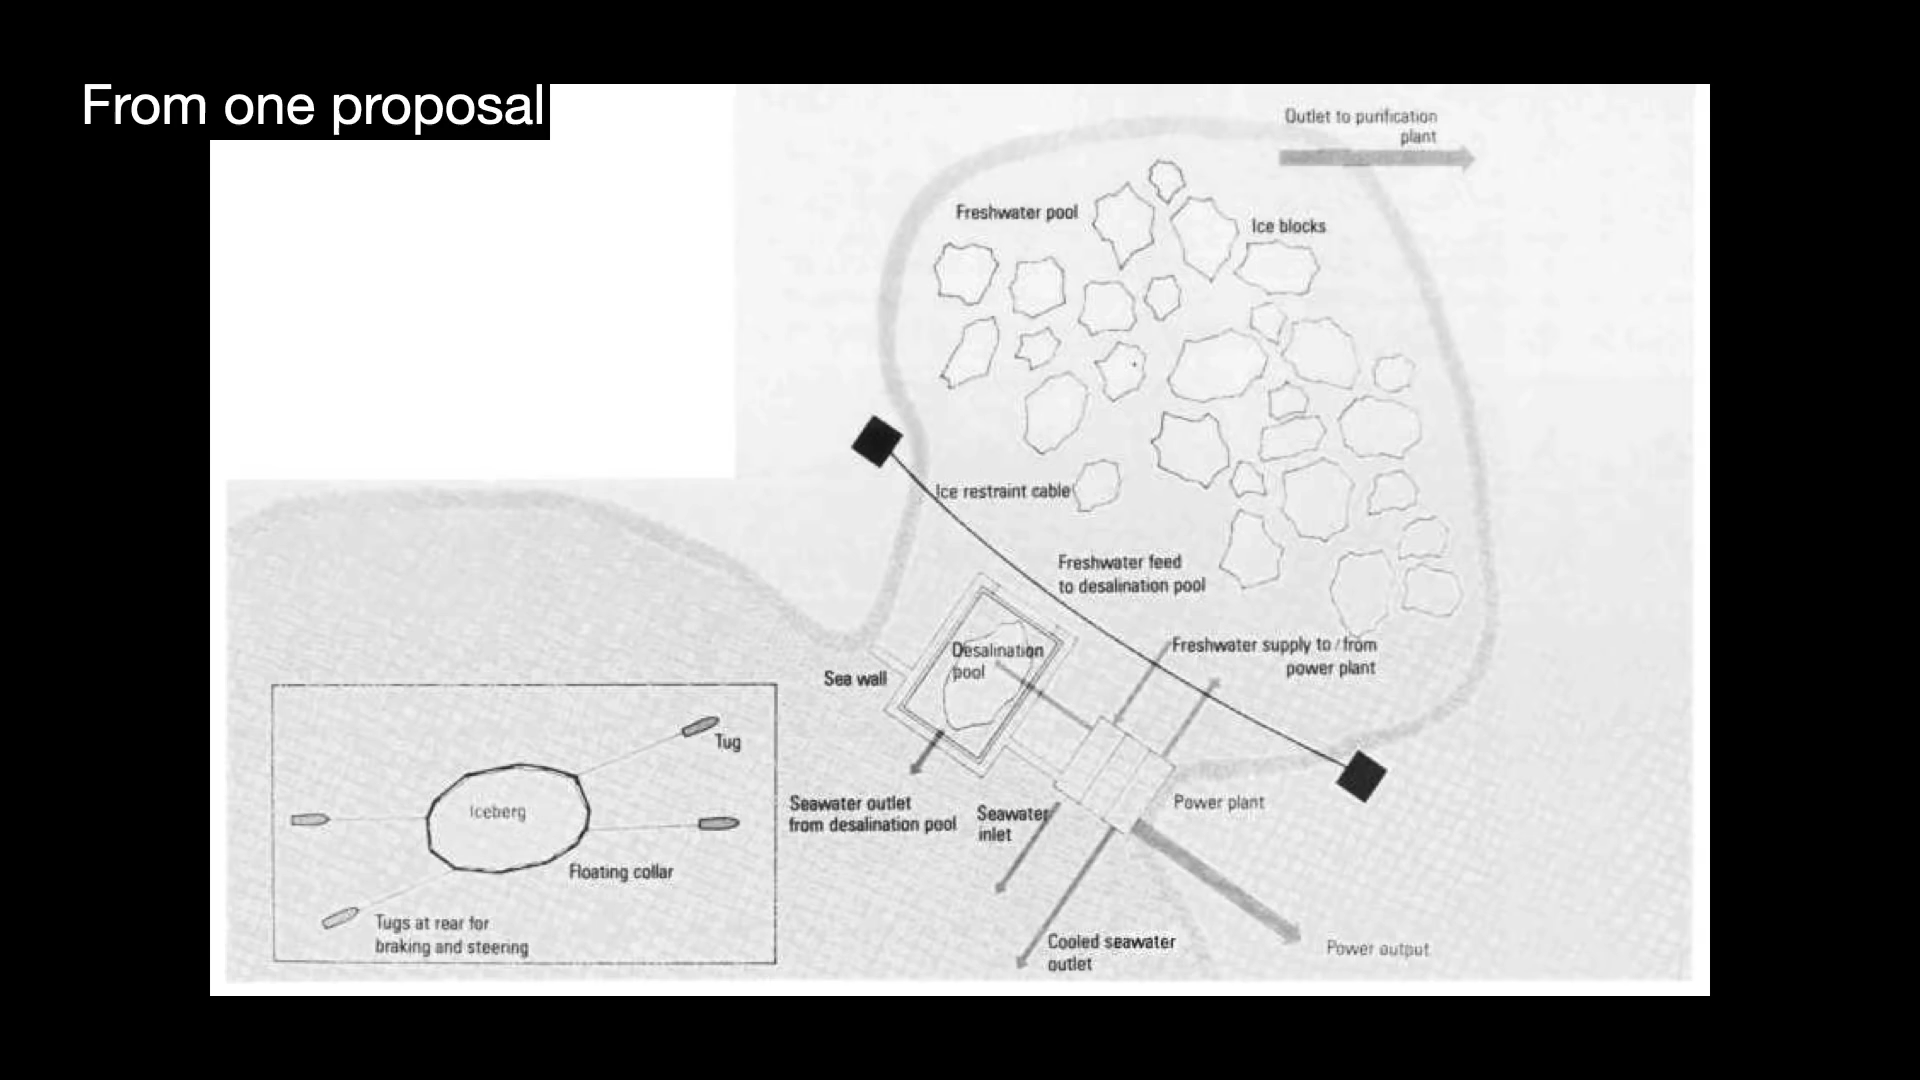 From one proposal
Outlet to purification
plant
Freshwater pool
Ice blocks
Ice restraint cable
Freshwater feed
to desalination pool
Desalination
pool
Freshwater supply to/from
power plant
Sea wall
Tug
Iceberg
Floating collar
Tugs at rear for
braking and steering
Seawater outlet
from desalination pool
Seawater
inlet
Power plant
Cooled seawater
outlet
Power output